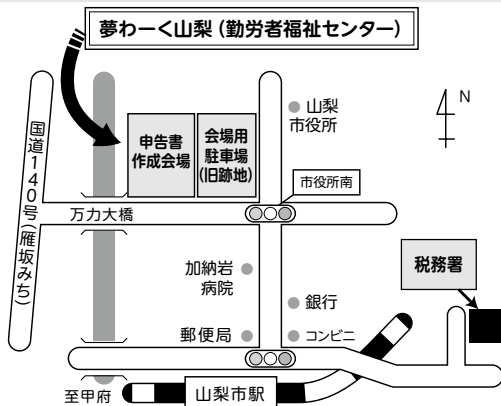 夢わーく山梨(勤労者福祉センター)
N
山梨
市役所
申告書
作成会場
会場用
駐車場
(旧跡地)
国道140号(雁坂みち)
市役所南
万力大橋
加納岩
病院
税務署
銀行
郵便局
コンビニ
至甲府
山梨市駅